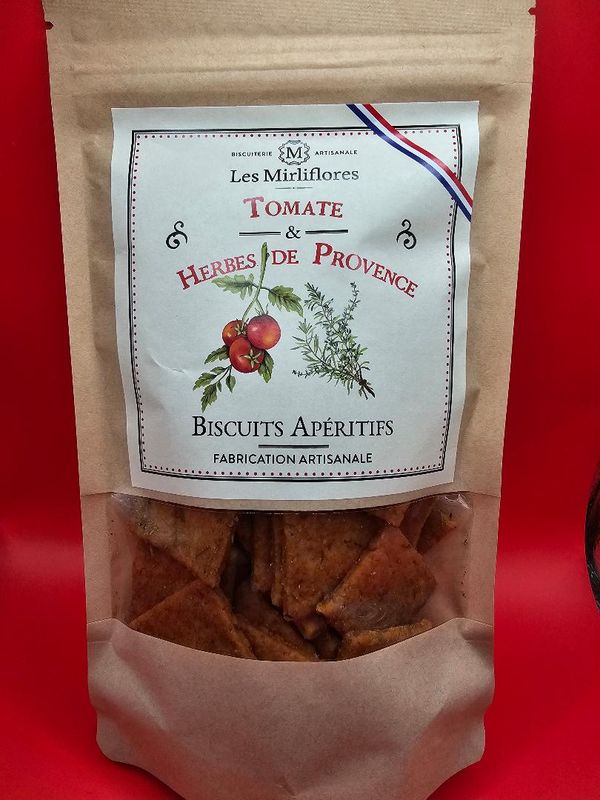 BISCUITERIE M ARTISANALE
Les Mirliflores
TOMATE
&
HERBES DE PROVENCE
BISCUITS APÉRITIFS
FABRICATION ARTISANALE